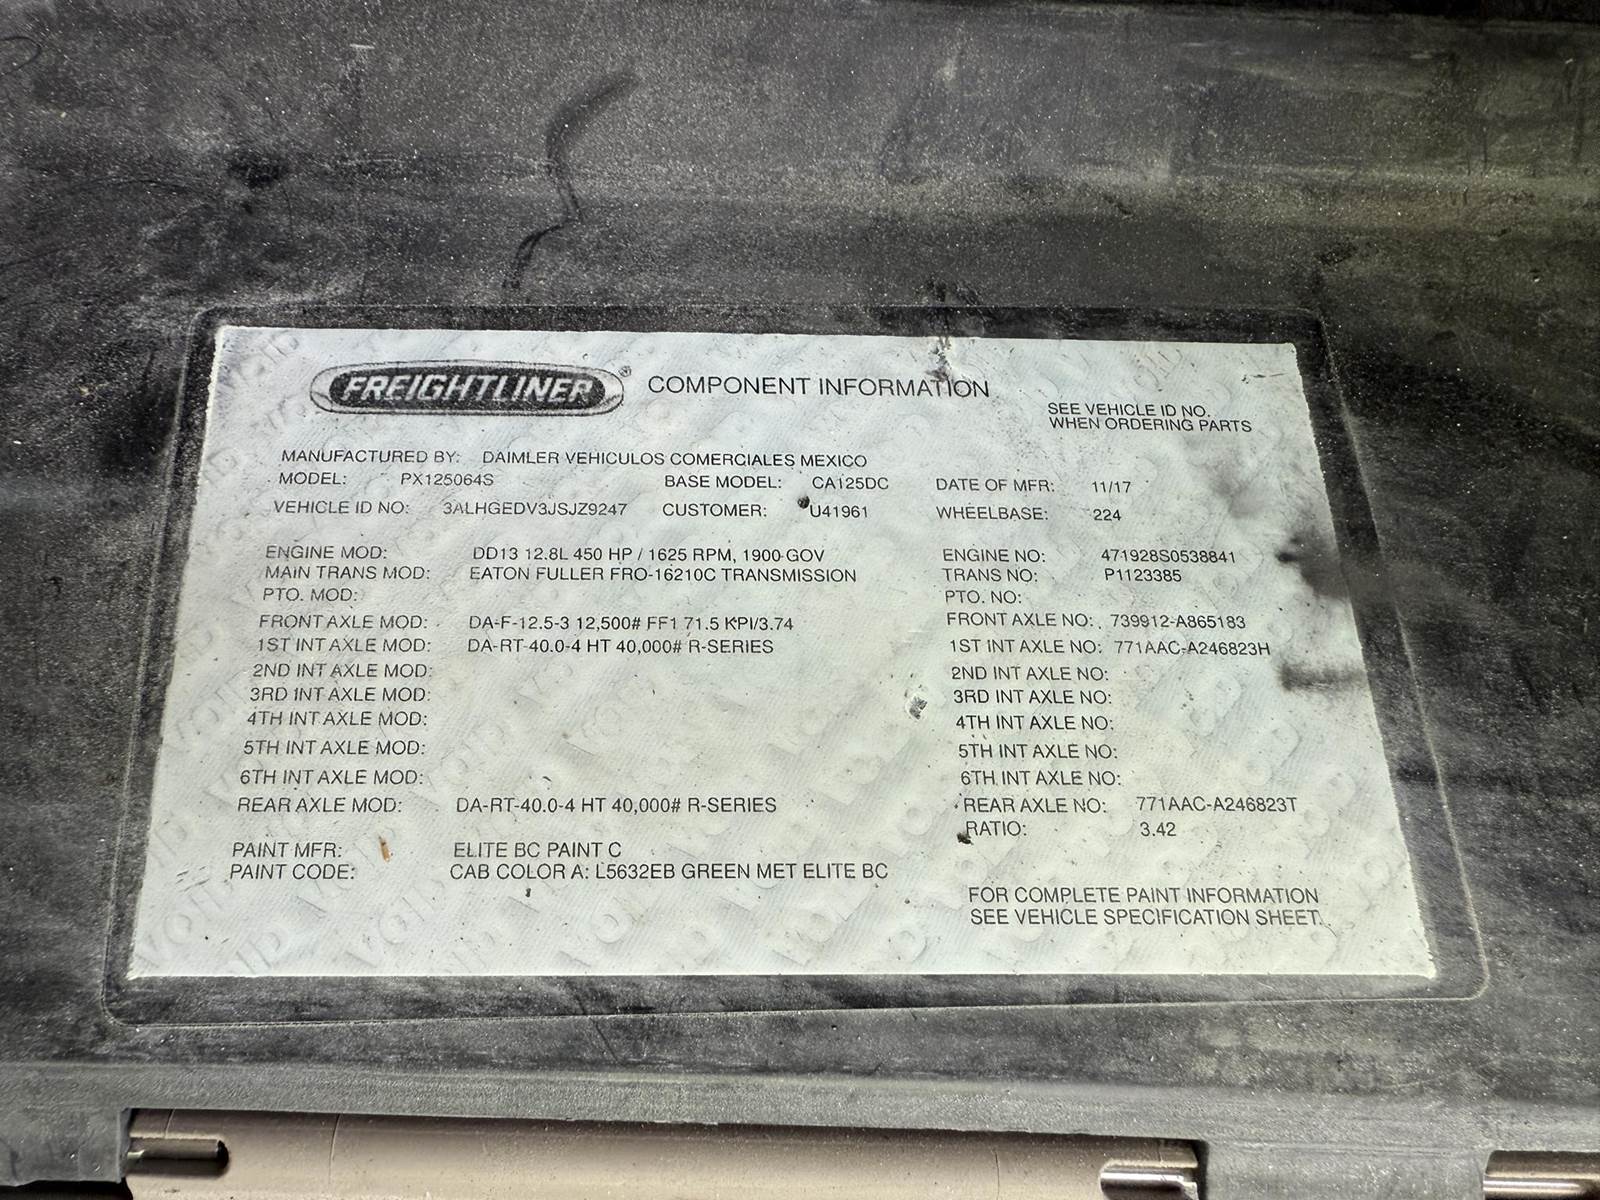 FREIGHTLINER® COMPONENT INFORMATION
SEE VEHICLE ID NO.
WHEN ORDERING PARTS
MANUFACTURED BY: DAIMLER VEHICULOS COMERCIALES MEXICO
MODEL: PX125064S BASE MODEL: CA125DC DATE OF MFR: 11/17
VEHICLE ID NO: 3ALHGEDV3JSJZ9247 CUSTOMER: U41961 WHEELBASE: 224
ENGINE MOD: DD13 12.8L 450 HP / 1625 RPM, 1900 GOV ENGINE NO: 471928S0538841
MAIN TRANS MOD: EATON FULLER FRO-16210C TRANSMISSION TRANS NO: P1123385
PTO. MOD: PTO. NO:
FRONT AXLE MOD: DA-F-12.5-3 12,500# FF1 71.5 KPI/3.74 FRONT AXLE NO: 739912-A865183
1ST INT AXLE MOD: DA-RT-40.0-4 HT 40,000# R-SERIES 1ST INT AXLE NO: 771AAC-A246823H
2ND INT AXLE MOD: 2ND INT AXLE NO:
3RD INT AXLE MOD: 3RD INT AXLE NO:
4TH INT AXLE MOD: 4TH INT AXLE NO:
5TH INT AXLE MOD: 5TH INT AXLE NO:
6TH INT AXLE MOD: 6TH INT AXLE NO:
REAR AXLE MOD: DA-RT-40.0-4 HT 40,000# R-SERIES REAR AXLE NO: 771AAC-A246823T
RATIO: 3.42
PAINT MFR: ELITE BC PAINT C
PAINT CODE: CAB COLOR A: L5632EB GREEN MET ELITE BC
FOR COMPLETE PAINT INFORMATION
SEE VEHICLE SPECIFICATION SHEET.